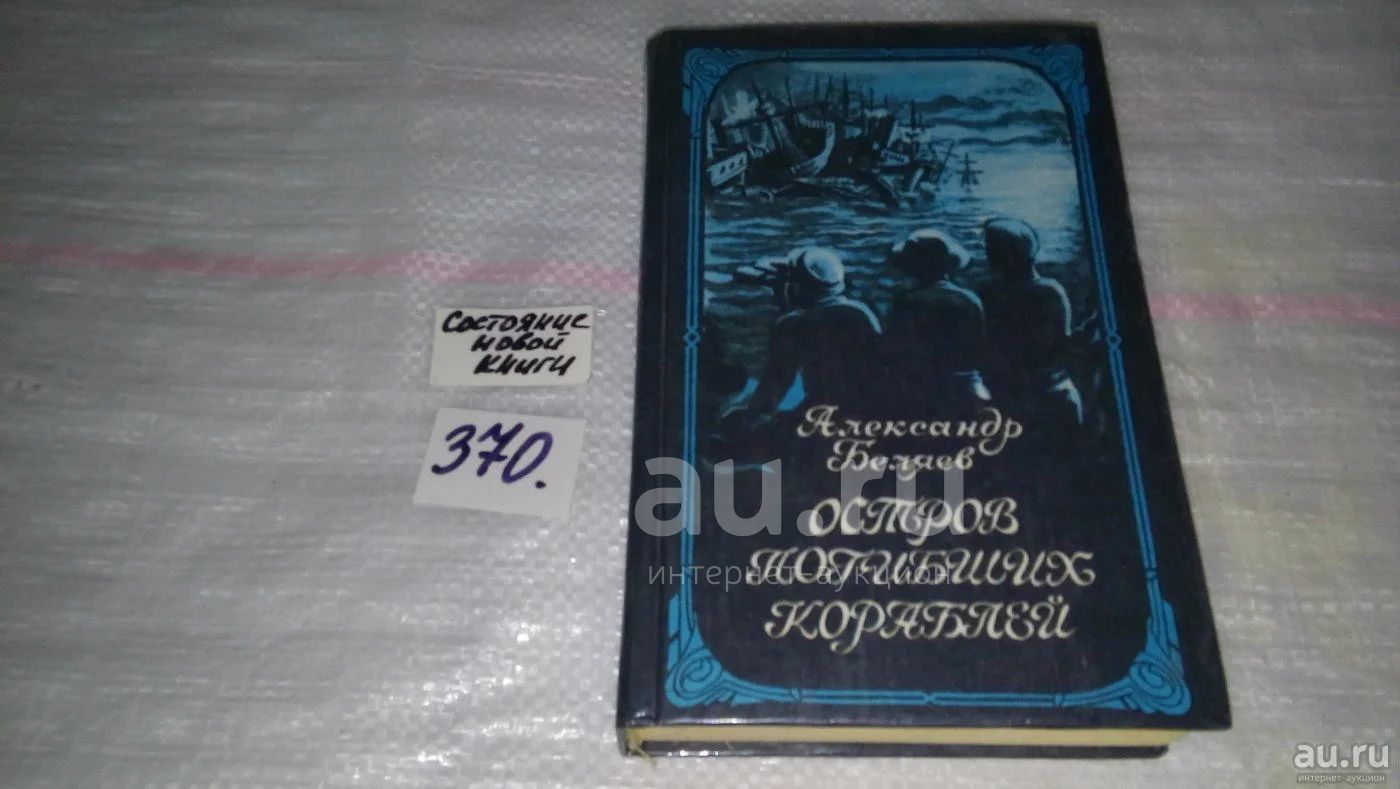 Состояние
новой
книги
370.
Александр
Беляев
ОСТРОВ
ПОГИБШИХ
КОРАБЛЕЙ
au.ru
интернет-аукцион
au.ru
интернет-аукцион